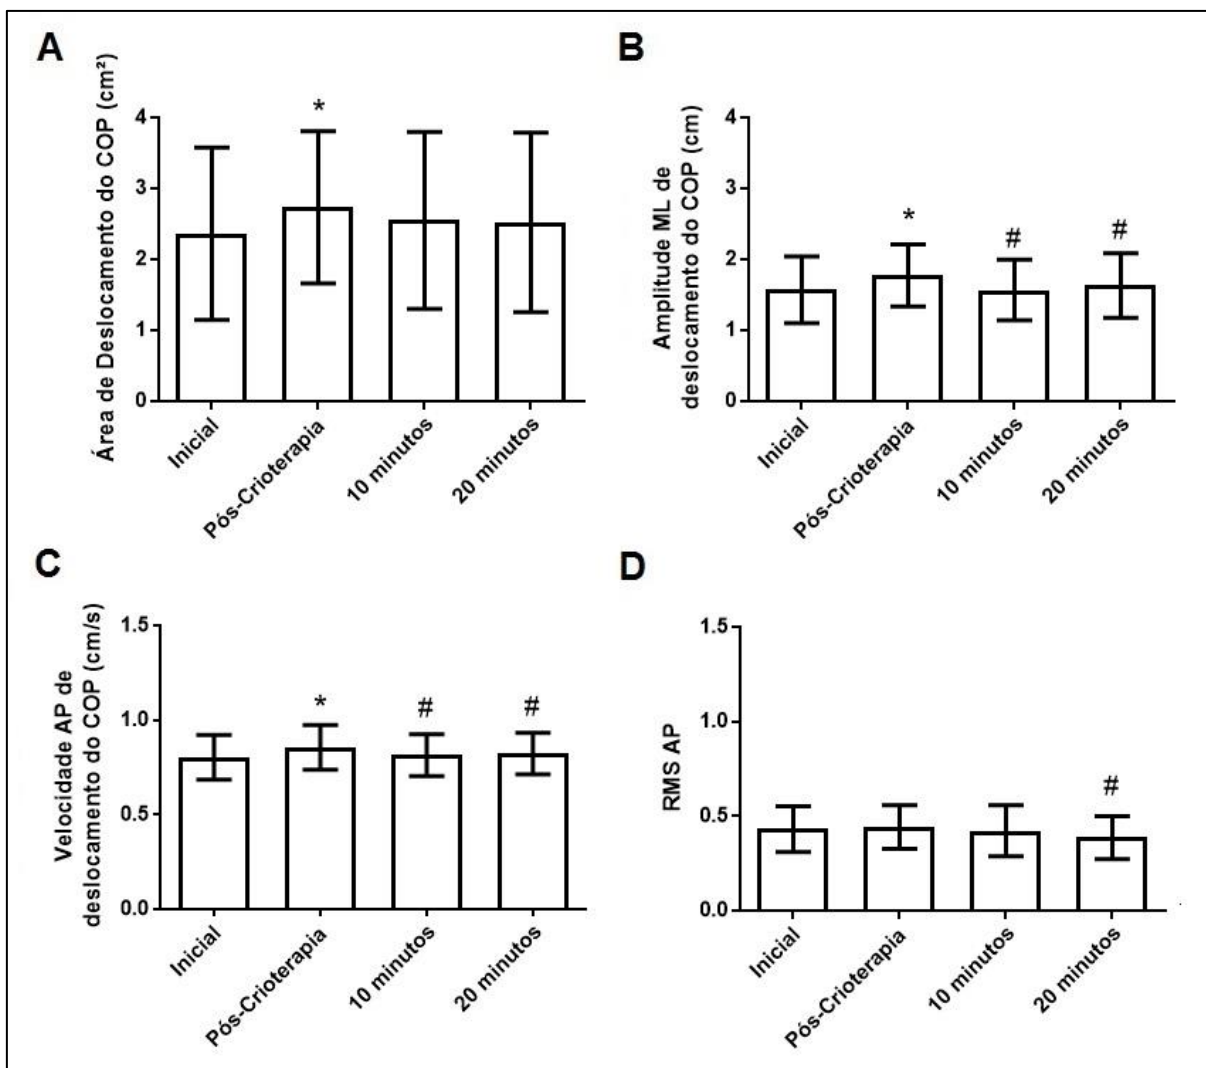 A
Área de Deslocamento do COP (cm²)
4
3
2
1
0
*
Inicial
Pós-Crioterapia
10 minutos
20 minutos
B
Amplitude ML de
deslocamento do COP (cm)
4
3
2
1
0
*
#
#
Inicial
Pós-Crioterapia
10 minutos
20 minutos
C
Velocidade AP de
deslocamento do COP (cm/s)
1.5
1.0
0.5
0.0
*
#
#
Inicial
Pós-Crioterapia
10 minutos
20 minutos
D
RMS AP
1.5
1.0
0.5
0.0
#
Inicial
Pós-Crioterapia
10 minutos
20 minutos